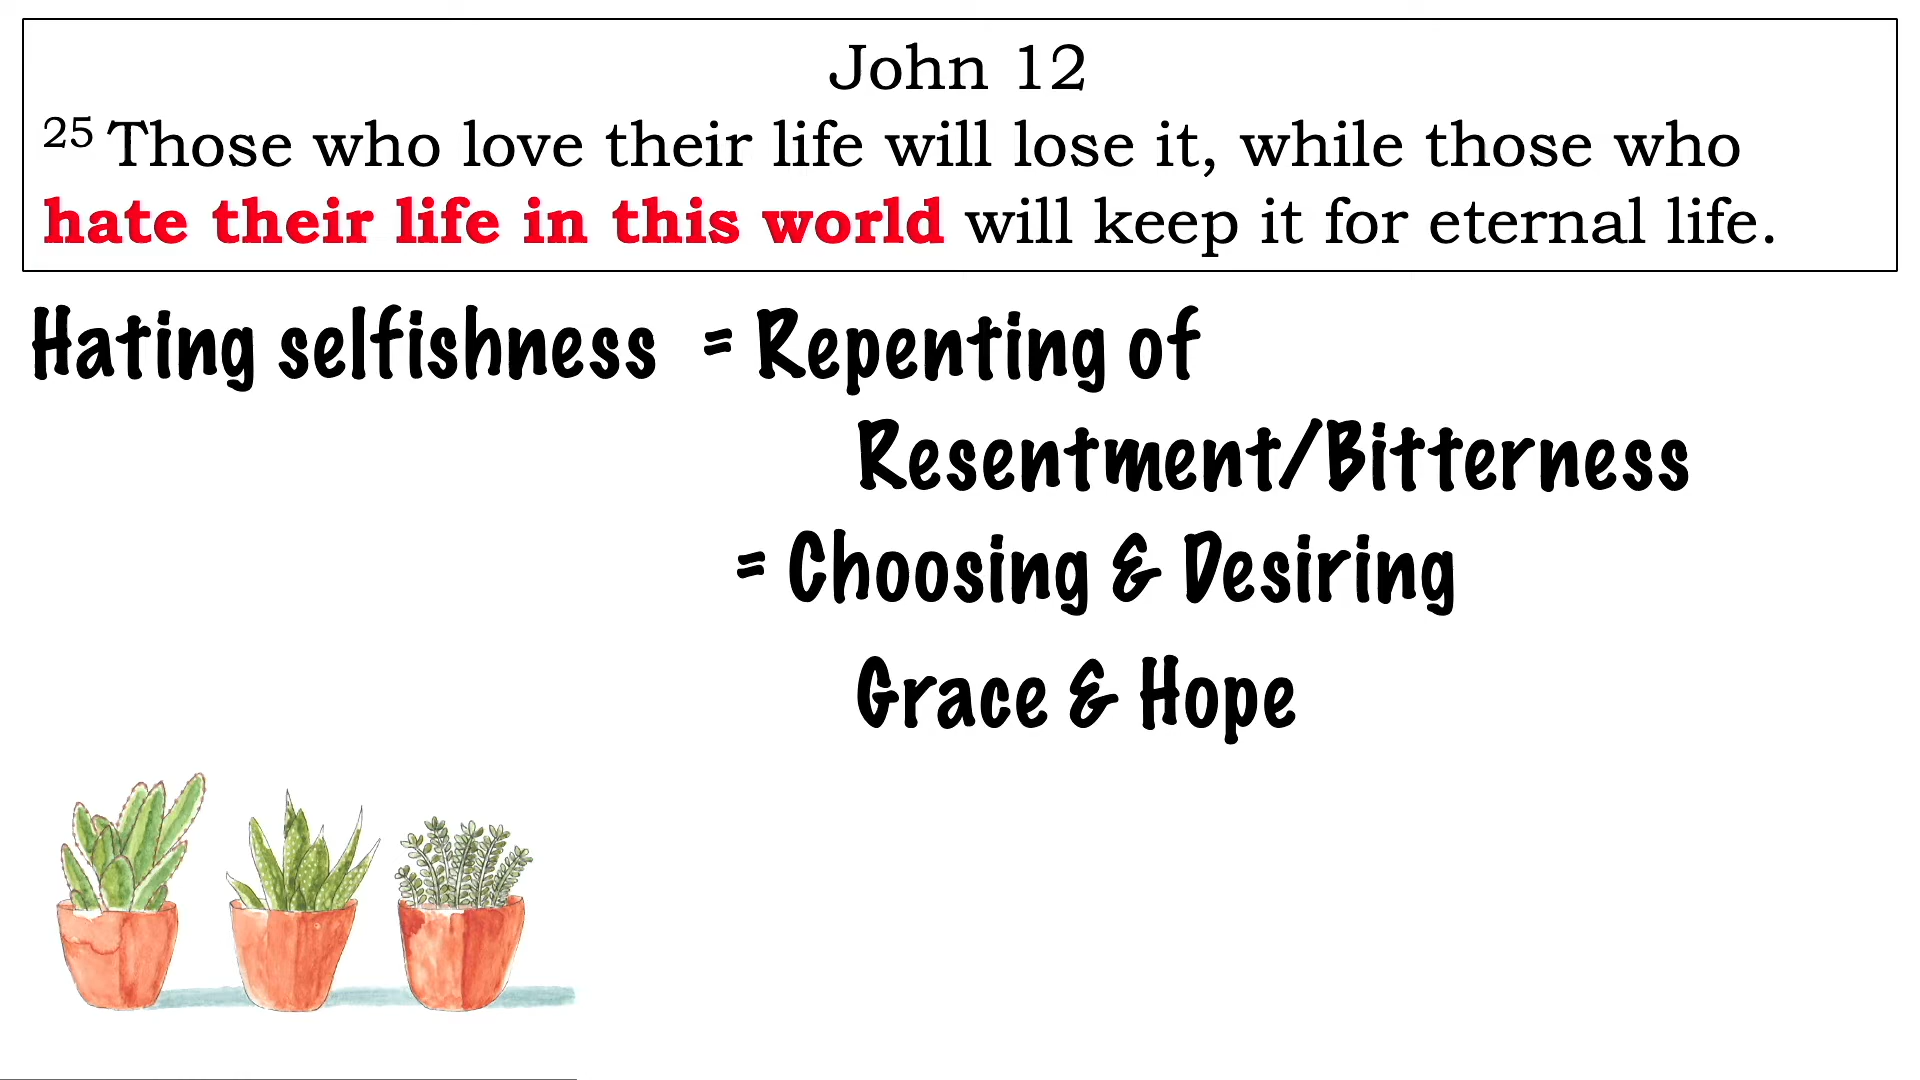 John 12
25 Those who love their life will lose it, while those who
hate their life in this world will keep it for eternal life.
Hating selfishness = Repenting of
Resentment/Bitterness
= Choosing & Desiring
Grace & Hope